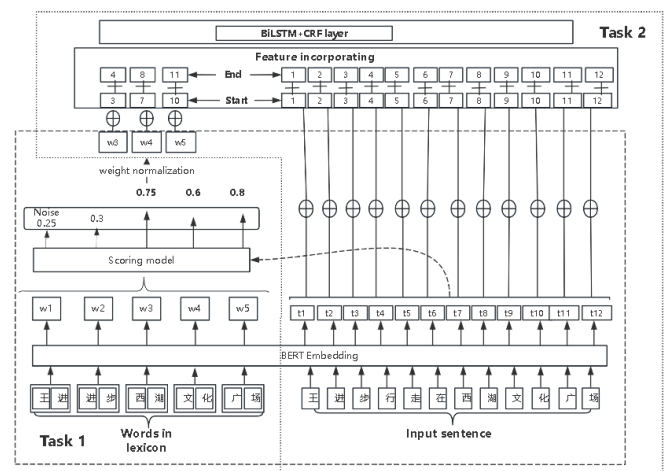 BiLSTM+CRF layer
Task 2
Feature incorporating
4 8 11 End 1 2 3 4 5 6 7 8 9 10 11 12
3 7 10 Start 1 2 3 4 5 6 7 8 9 10 11 12
w3 w4 w5
weight normalization
0.75 0.6 0.8
Noise
0.25 0.3
Scoring model
w1 w2 w3 w4 w5
t1 t2 t3 t4 t5 t6 t7 t8 t9 t10 t11 t12
BERT Embedding
王 进 进 步 西 湖 文 化 广 场
王 进 步 行 走 在 西 湖 文 化 广 场
Task 1
Words in
lexicon
Input sentence